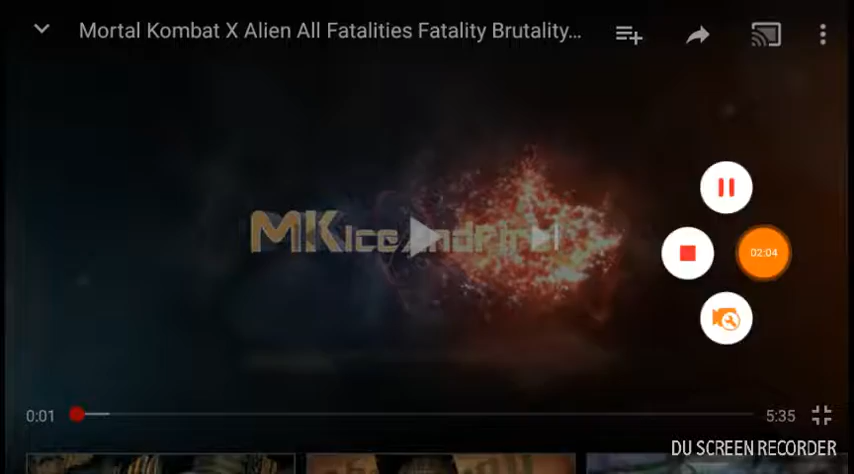 Mortal Kombat X Alien All Fatalities Fatality Brutality...
MKIceAndFire
02:04
0:01
5:35
DU SCREEN RECORDER